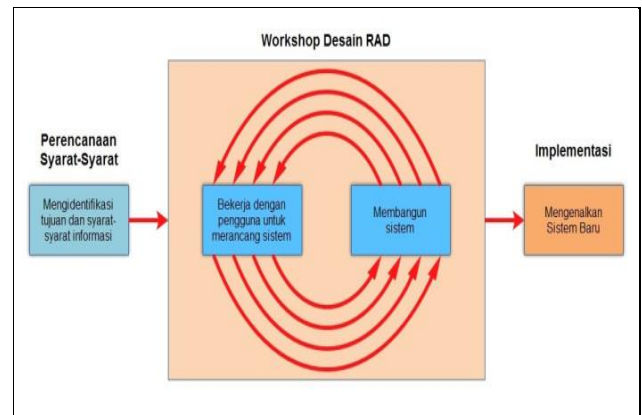 Workshop Desain RAD
Perencanaan
Syarat-Syarat
Mengidentifikasi
tujuan dan syarat-
syarat informasi
Bekerja dengan
pengguna untuk
merancang sistem
Membangun
sistem
Implementasi
Mengenalkan
Sistem Baru